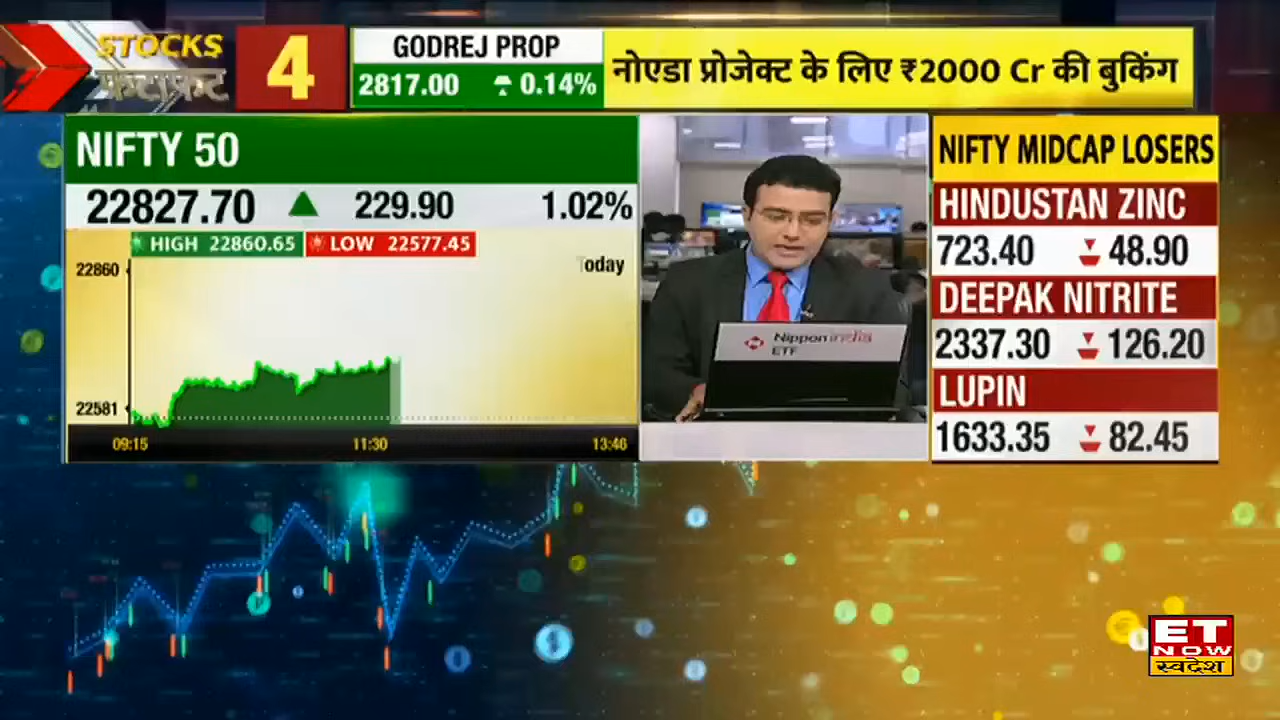 STOCKS
फटाफट
4
GODREJ PROP
2817.00 0.14%
नोएडा प्रोजेक्ट के लिए ₹2000 Cr की बुकिंग
NIFTY 50
22827.70 229.90 1.02%
HIGH 22860.65 LOW 22577.45
22860
Today
22581
09:15 11:30 13:46
Nippon india
ETF
NIFTY MIDCAP LOSERS
HINDUSTAN ZINC
723.40 48.90
DEEPAK NITRITE
2337.30 126.20
LUPIN
1633.35 82.45
ET
NOW
स्वदेश